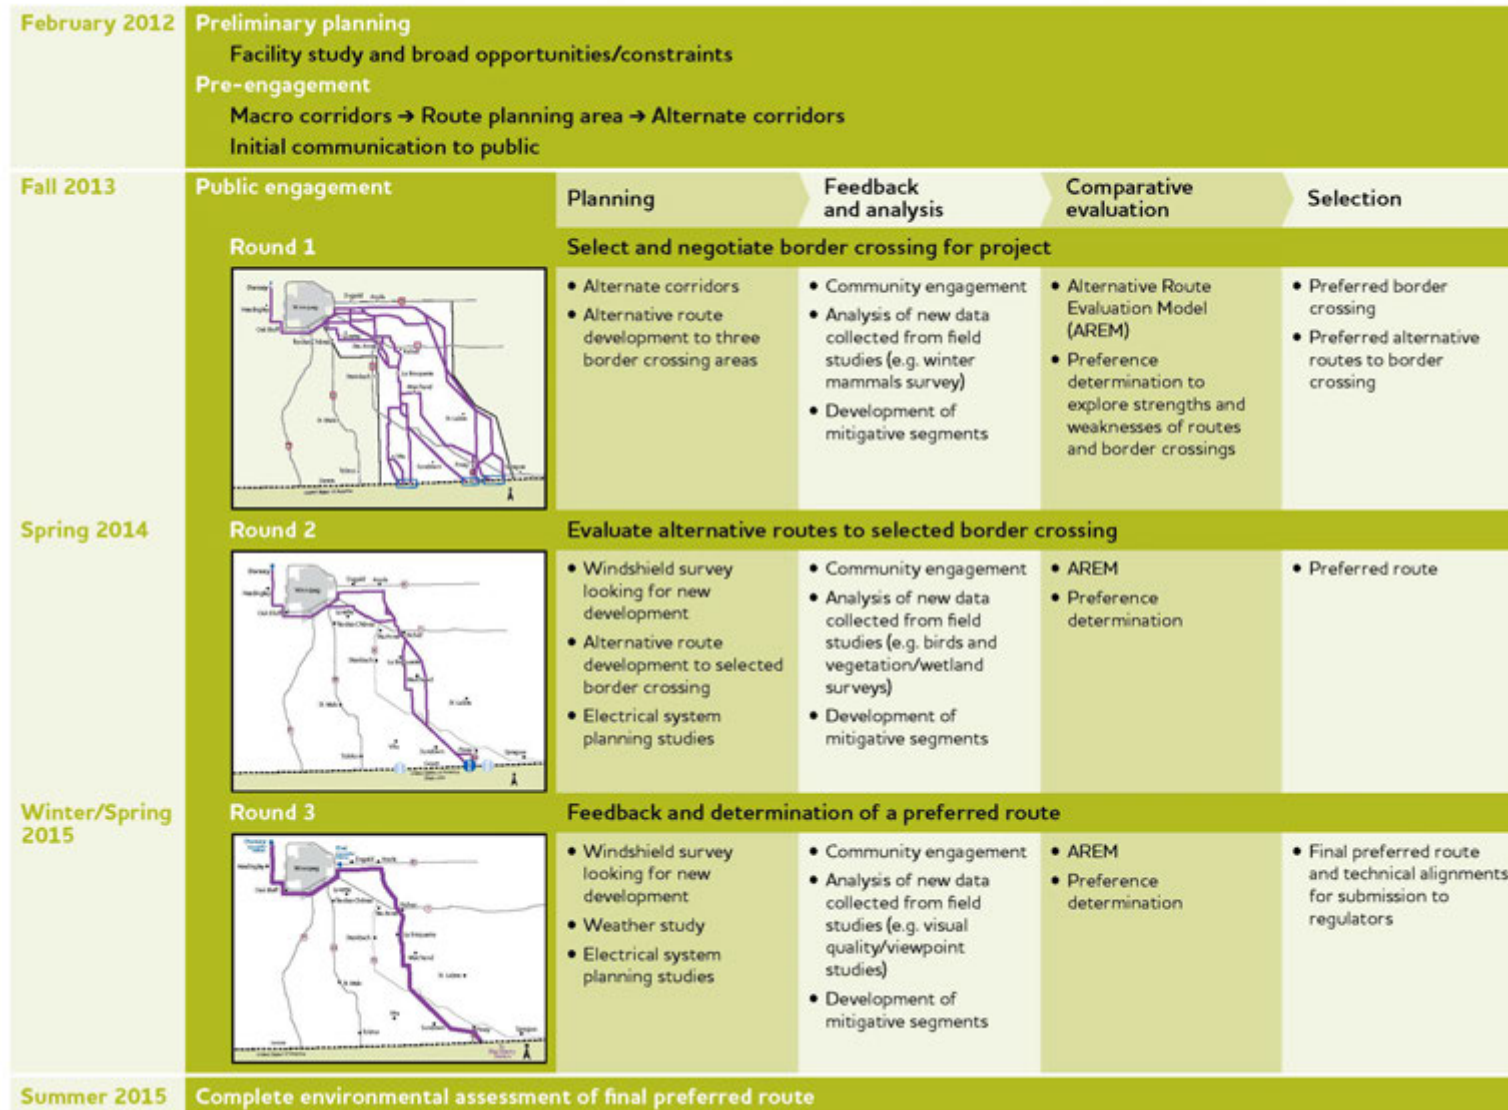 February 2012
Preliminary planning
Facility study and broad opportunities/constraints
Pre-engagement
Macro corridors → Route planning area → Alternate corridors
Initial communication to public
Fall 2013
Public engagement
Planning
Feedback
and analysis
Comparative
evaluation
Selection
Round 1
Select and negotiate border crossing for project
• Alternate corridors
• Alternative route
development to three
border crossing areas
• Community engagement
• Analysis of new data
collected from field
studies (e.g. winter
mammals survey)
• Development of
mitigative segments
• Alternative Route
Evaluation Model
(AREM)
• Preference
determination to
explore strengths and
weaknesses of routes
and border crossings
• Preferred border
crossing
• Preferred alternative
routes to border
crossing
Winnipeg
Spring 2014
Round 2
Evaluate alternative routes to selected border crossing
• Windshield survey
looking for new
development
• Alternative route
development to selected
border crossing
• Electrical system
planning studies
• Community engagement
• Analysis of new data
collected from field
studies (e.g. birds and
vegetation/wetland
surveys)
• Development of
mitigative segments
• AREM
• Preference
determination
• Preferred route
Winnipeg
Winter/Spring
2015
Round 3
Feedback and determination of a preferred route
• Windshield survey
looking for new
development
• Weather study
• Electrical system
planning studies
• Community engagement
• Analysis of new data
collected from field
studies (e.g. visual
quality/viewpoint
studies)
• Development of
mitigative segments
• AREM
• Preference
determination
• Final preferred route
and technical alignments
for submission to
regulators
Winnipeg
Summer 2015
Complete environmental assessment of final preferred route